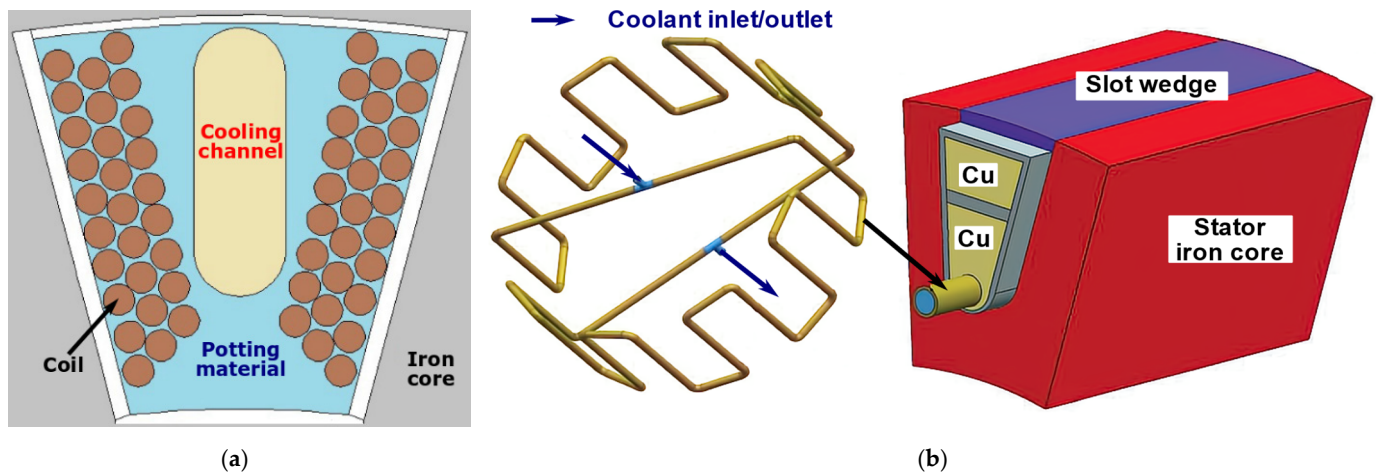 Cooling
channel
Coil
Potting
material
Iron
core
Coolant inlet/outlet
Slot wedge
Cu
Cu
Stator
iron core
(a)
(b)